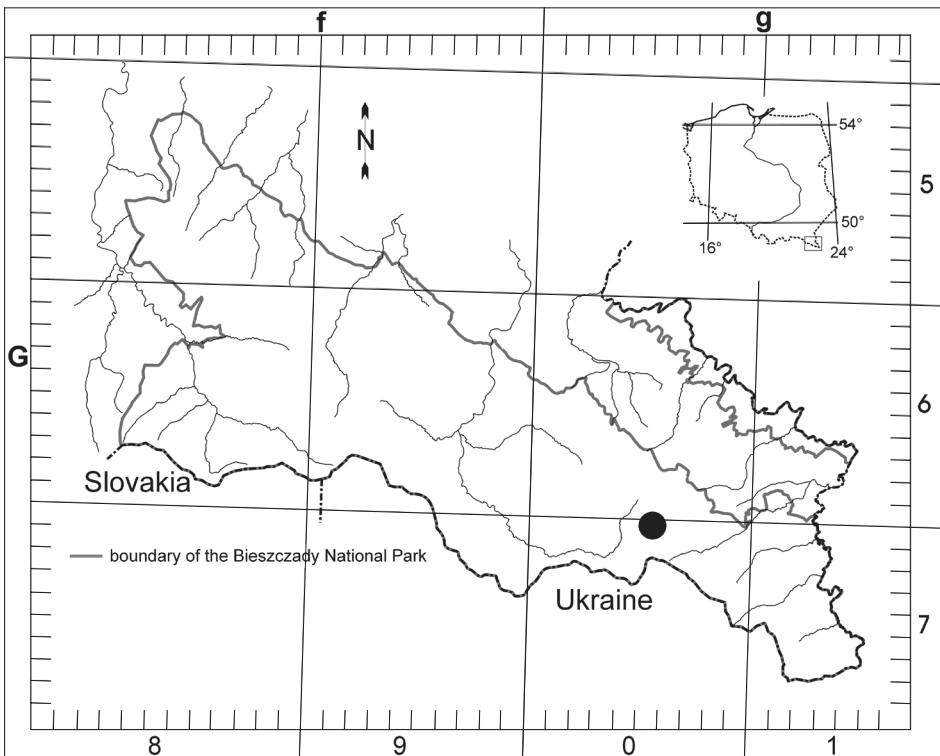 f
g
N
54°
50°
16°
24°
5
G
6
Slovakia
boundary of the Bieszczady National Park
Ukraine
7
8
9
0
1